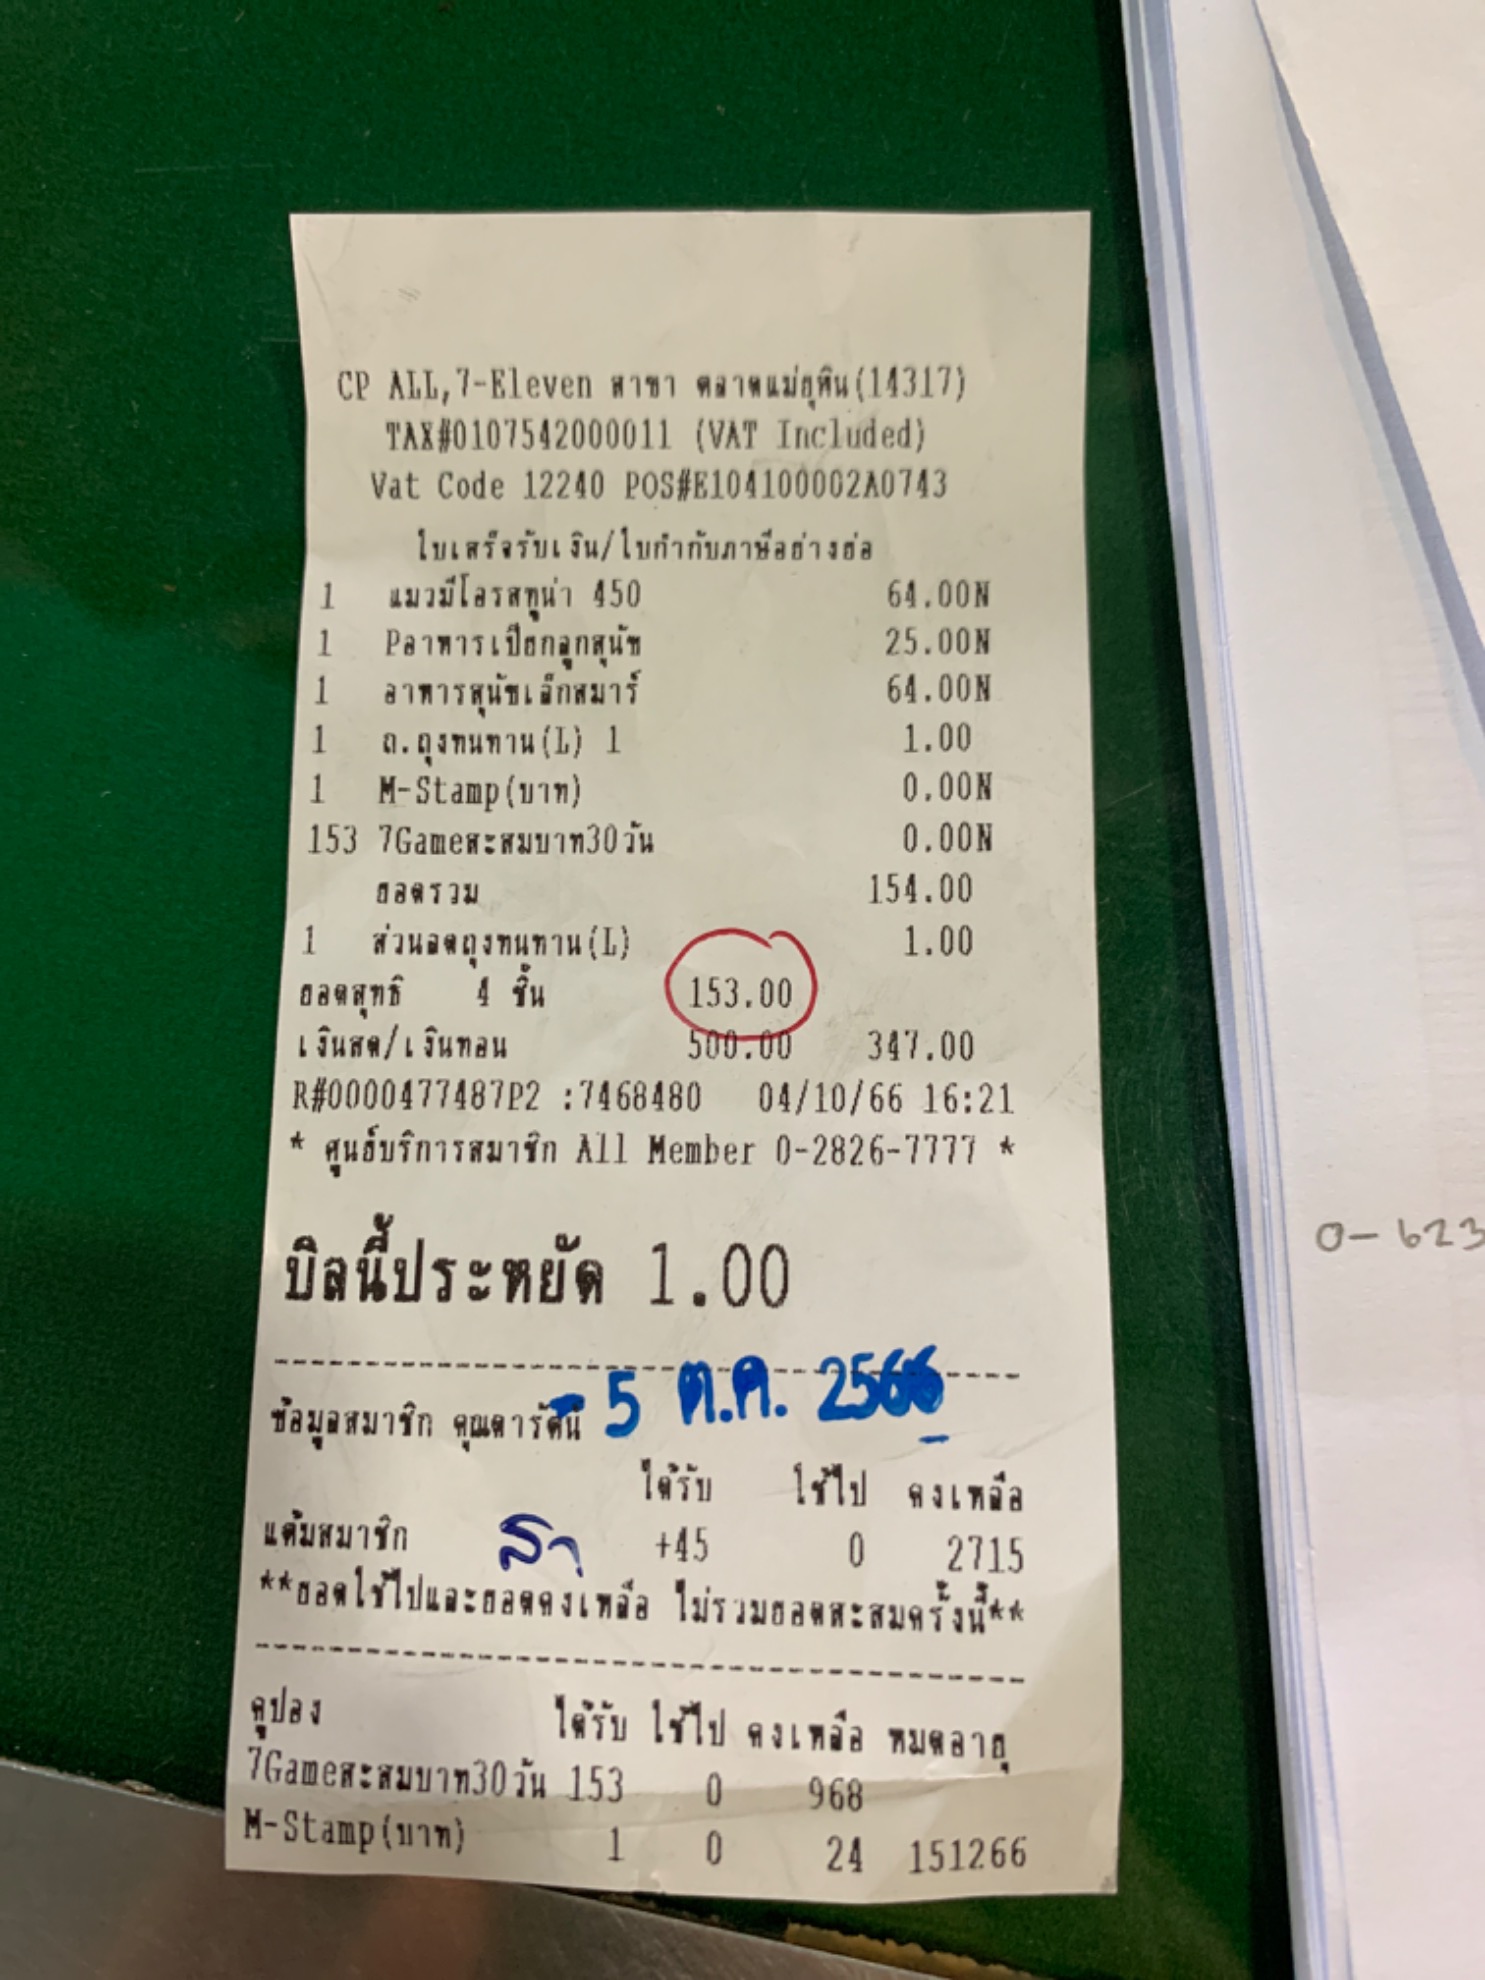 CP ALL,7-Eleven สาขา ตลาดแม่ยุหิน(14317)
TAX#0107542000011 (VAT Included)
Vat Code 12240 POS#E104100002A0743
ใบเสร็จรับเงิน/ใบกำกับภาษีอย่างย่อ
1 แมวมีโอรสทูน่า 450 64.00N
1 Pอาหารเปียกลูกสุนัข 25.00N
1 อาหารสุนัขเล็กสมาร์ 64.00N
1 ถ.ถุงทนทาน(L) 1 1.00
1 M-Stamp(บาท) 0.00N
153 7Gameสะสมบาท30วัน 0.00N
ยอดรวม 154.00
1 ส่วนลดถุงทนทาน(L) 1.00
ยอดสุทธิ 4 ชิ้น 153.00
เงินสด/เงินทอน 500.00 347.00
R#0000477487P2 :7468480 04/10/66 16:21
* ศูนย์บริการสมาชิก All Member 0-2826-7777 *
บิลนี้ประหยัด 1.00
- 5 ต.ค. 2566
ข้อมูลสมาชิก คุณดารัศนี
ได้รับ ใช้ไป คงเหลือ
แต้มสมาชิก +45 0 2715
**ยอดใช้ไปและยอดคงเหลือ ไม่รวมยอดสะสมครั้งนี้**
คูปอง ได้รับ ใช้ไป คงเหลือ หมดอายุ
7Gameสะสมบาท30วัน 153 0 968
M-Stamp(บาท) 1 0 24 151266
0-623